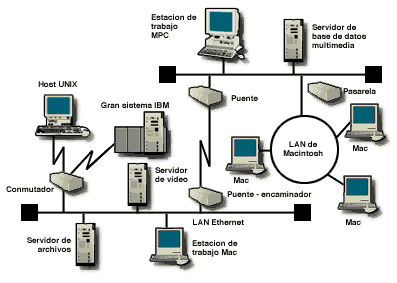 Estacion de
trabajo
MPC
Servidor de
base de datos
multimedia
Host UNIX
Gran sistema IBM
Puente
Pasarela
LAN de
Macintosh
Mac
Mac
Mac
Conmutador
Servidor
de video
Puente - encaminador
LAN Ethernet
Servidor de
archivos
Estacion de
trabajo Mac